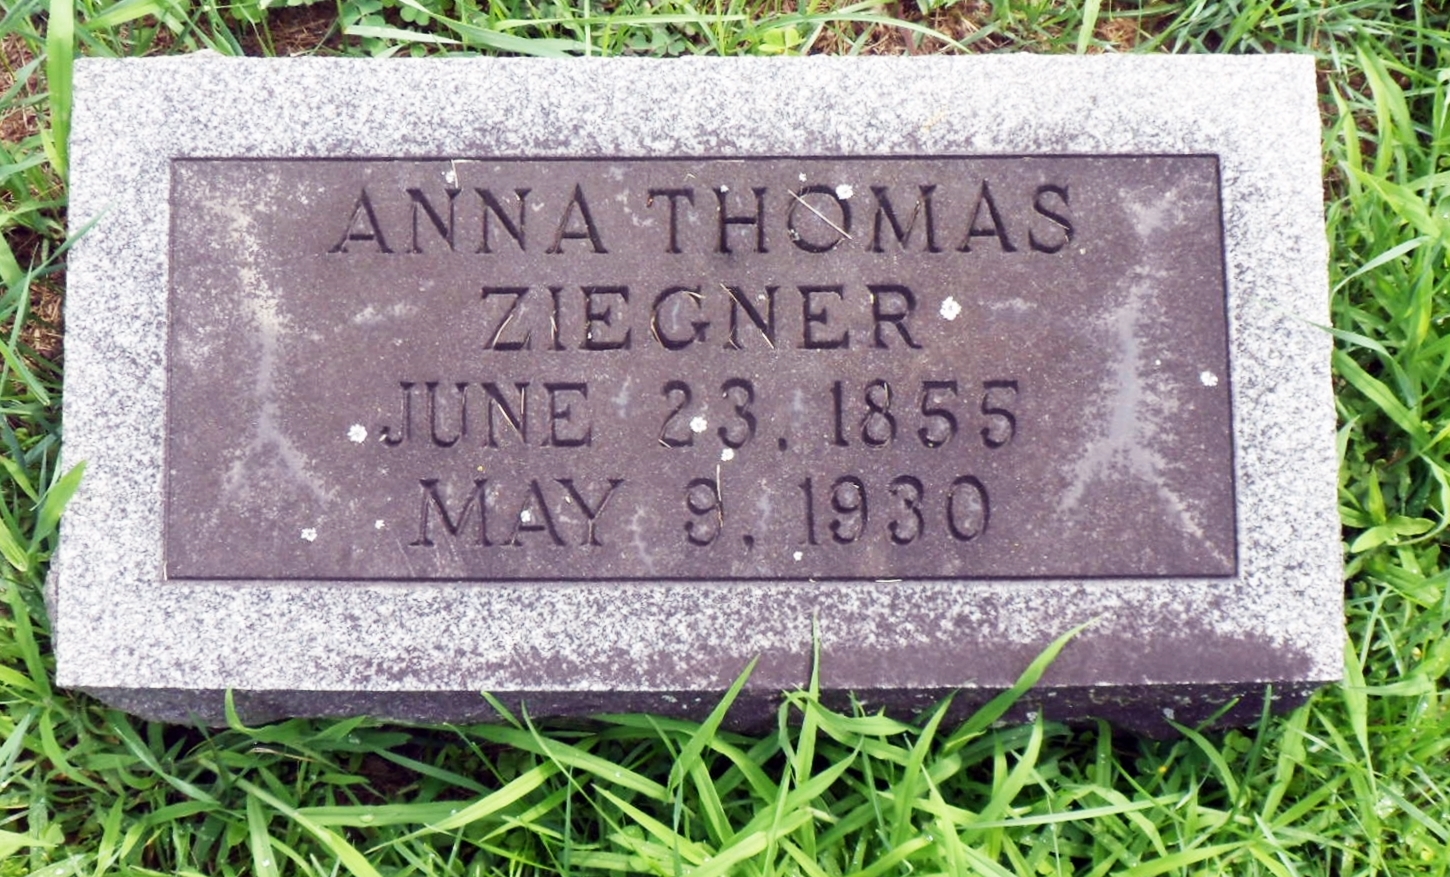 ANNA THOMAS
ZIEGNER
JUNE 23, 1855
MAY 9, 1930